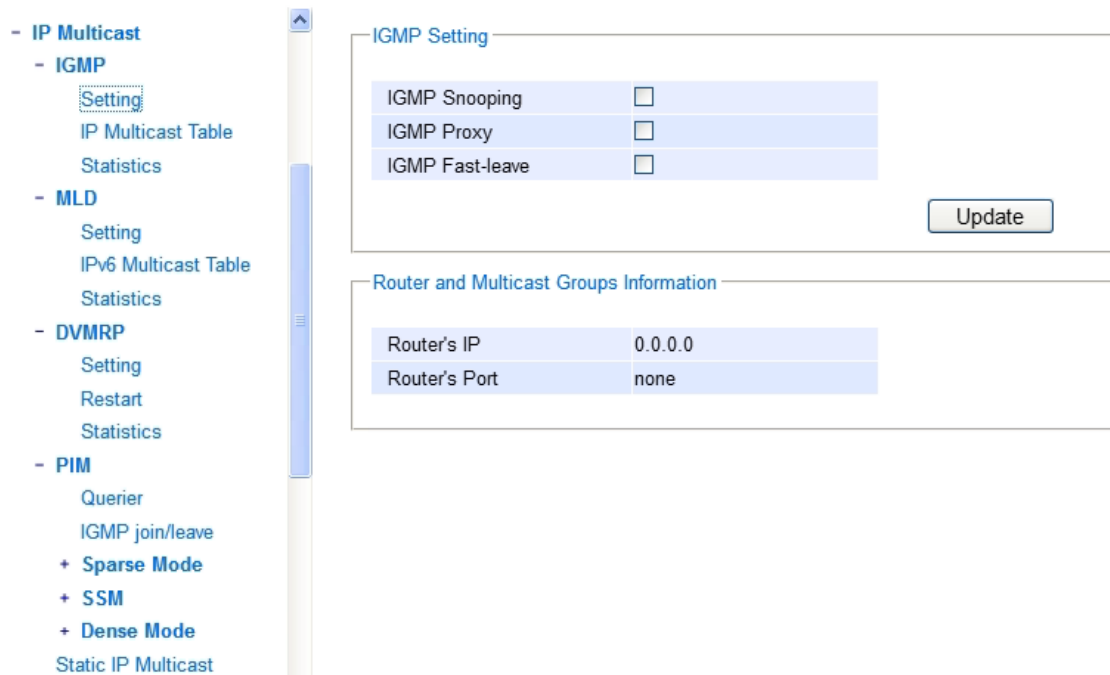 - IP Multicast
- IGMP
Setting
IP Multicast Table
Statistics
- MLD
Setting
IPv6 Multicast Table
Statistics
- DVMRP
Setting
Restart
Statistics
- PIM
Querier
IGMP join/leave
+ Sparse Mode
+ SSM
+ Dense Mode
Static IP Multicast
IGMP Setting
IGMP Snooping
IGMP Proxy
IGMP Fast-leave
Update
Router and Multicast Groups Information
Router's IP 0.0.0.0
Router's Port none